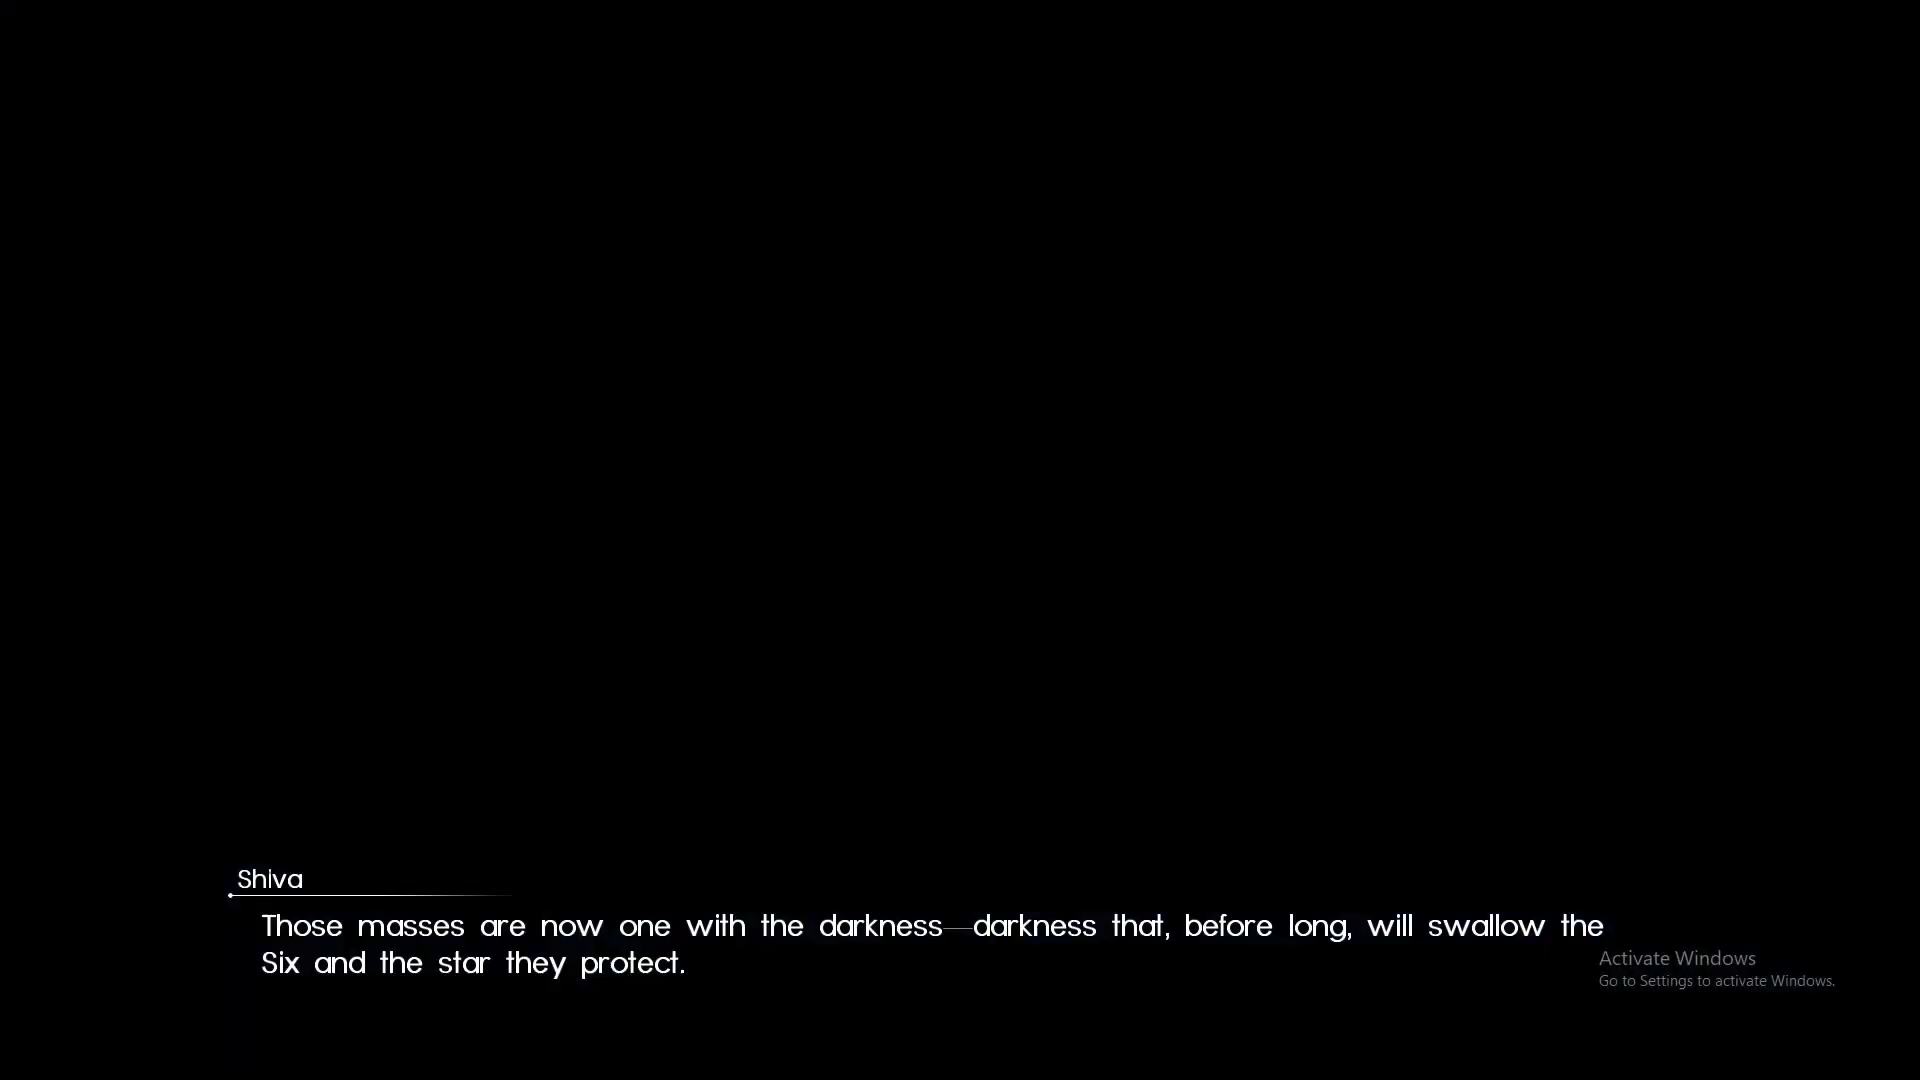 Shiva
Those masses are now one with the darkness—darkness that, before long, will swallow the
Six and the star they protect.
Activate Windows
Go to Settings to activate Windows.